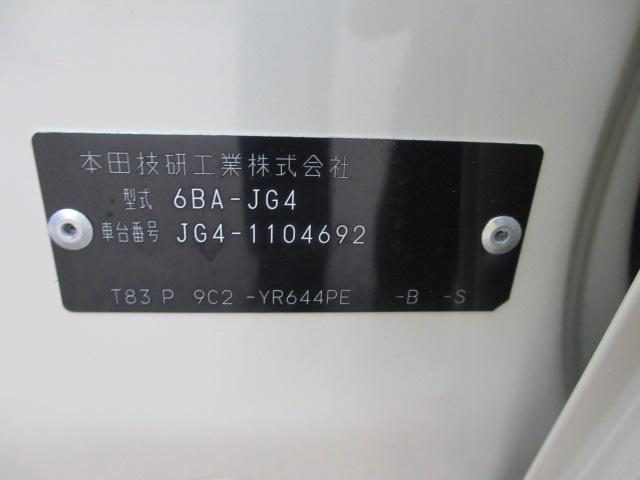 本田技研工業株式会社
型式 6BA-JG4
車台番号 JG4-1104692
T83 P 9C2 -YR644PE -B -S